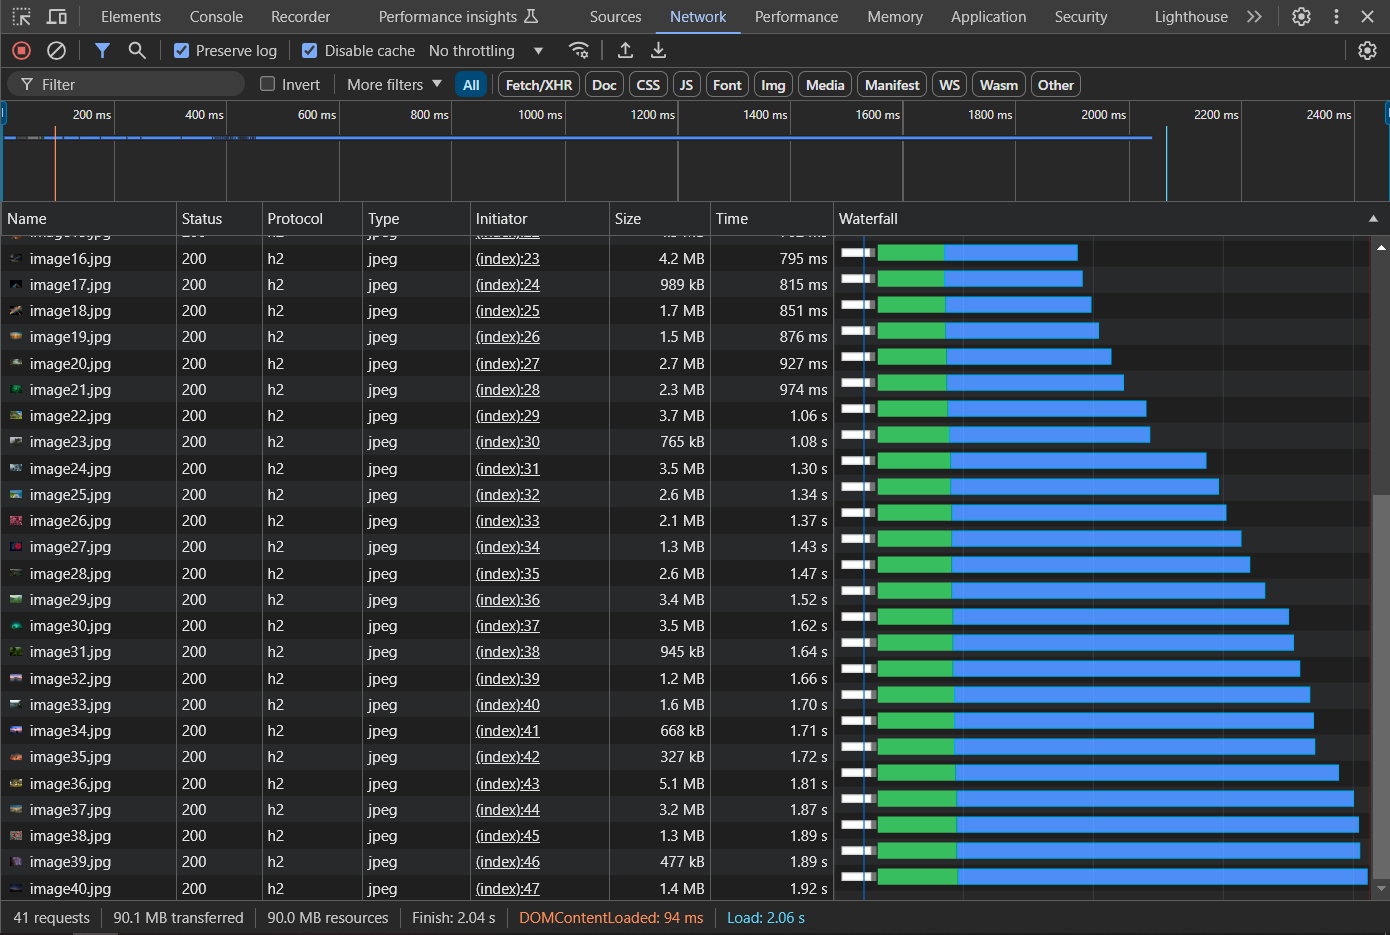 Elements Console Recorder Performance insights Sources Network Performance Memory Application Security Lighthouse
Preserve log Disable cache No throttling
Filter Invert More filters All Fetch/XHR Doc CSS JS Font Img Media Manifest WS Wasm Other
200 ms 400 ms 600 ms 800 ms 1000 ms 1200 ms 1400 ms 1600 ms 1800 ms 2000 ms 2200 ms 2400 ms
Name Status Protocol Type Initiator Size Time Waterfall
image16.jpg 200 h2 jpeg (index):23 4.2 MB 795 ms
image17.jpg 200 h2 jpeg (index):24 989 kB 815 ms
image18.jpg 200 h2 jpeg (index):25 1.7 MB 851 ms
image19.jpg 200 h2 jpeg (index):26 1.5 MB 876 ms
image20.jpg 200 h2 jpeg (index):27 2.7 MB 927 ms
image21.jpg 200 h2 jpeg (index):28 2.3 MB 974 ms
image22.jpg 200 h2 jpeg (index):29 3.7 MB 1.06 s
image23.jpg 200 h2 jpeg (index):30 765 kB 1.08 s
image24.jpg 200 h2 jpeg (index):31 3.5 MB 1.30 s
image25.jpg 200 h2 jpeg (index):32 2.6 MB 1.34 s
image26.jpg 200 h2 jpeg (index):33 2.1 MB 1.37 s
image27.jpg 200 h2 jpeg (index):34 1.3 MB 1.43 s
image28.jpg 200 h2 jpeg (index):35 2.6 MB 1.47 s
image29.jpg 200 h2 jpeg (index):36 3.4 MB 1.52 s
image30.jpg 200 h2 jpeg (index):37 3.5 MB 1.62 s
image31.jpg 200 h2 jpeg (index):38 945 kB 1.64 s
image32.jpg 200 h2 jpeg (index):39 1.2 MB 1.66 s
image33.jpg 200 h2 jpeg (index):40 1.6 MB 1.70 s
image34.jpg 200 h2 jpeg (index):41 668 kB 1.71 s
image35.jpg 200 h2 jpeg (index):42 327 kB 1.72 s
image36.jpg 200 h2 jpeg (index):43 5.1 MB 1.81 s
image37.jpg 200 h2 jpeg (index):44 3.2 MB 1.87 s
image38.jpg 200 h2 jpeg (index):45 1.3 MB 1.89 s
image39.jpg 200 h2 jpeg (index):46 477 kB 1.89 s
image40.jpg 200 h2 jpeg (index):47 1.4 MB 1.92 s
41 requests 90.1 MB transferred 90.0 MB resources Finish: 2.04 s DOMContentLoaded: 94 ms Load: 2.06 s